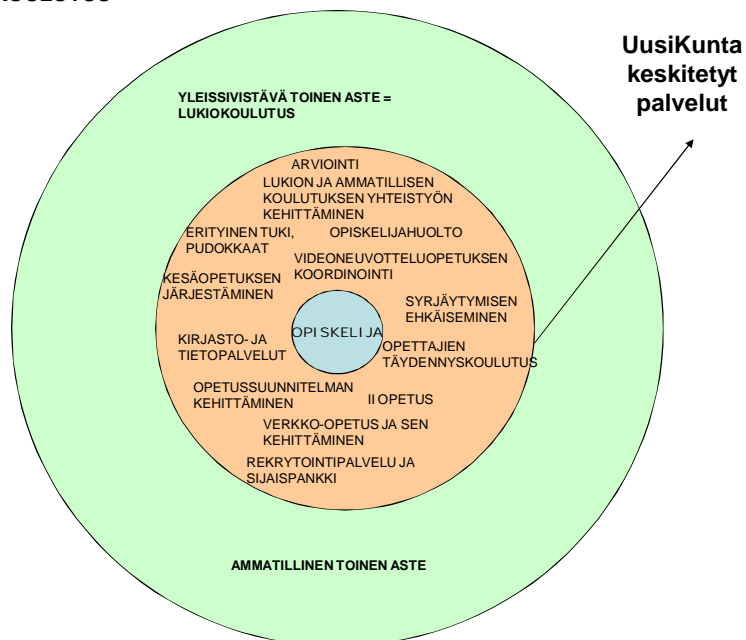 UusiKunta
keskitetyt
palvelut
YLEISSIVISTÄVÄ TOINEN ASTE =
LUKIOKOULUTUS
ARVIOINTI
LUKION JA AMMATILLISEN
KOULUTUKSEN YHTEISTYÖN
KEHITTÄMINEN
ERITYINEN TUKI,
PUDOKKAAT
OPISKELIJAHUOLTO
VIDEONEUVOTTELUOPETUKSEN
KOORDINOINTI
KESÄOPETUKSEN
JÄRJESTÄMINEN
SYRJÄYTYMISEN
EHKÄISEMINEN
OPISKELIJA
KIRJASTO- JA
TIETOPALVELUT
OPETTAJIEN
TÄYDENNYSKOULUTUS
OPETUSSUUNNITELMAN
KEHITTÄMINEN
II OPETUS
VERKKO-OPETUS JA SEN
KEHITTÄMINEN
REKRYTOINTIPALVELU JA
SIJAISPANKKI
AMMATILLINEN TOINEN ASTE